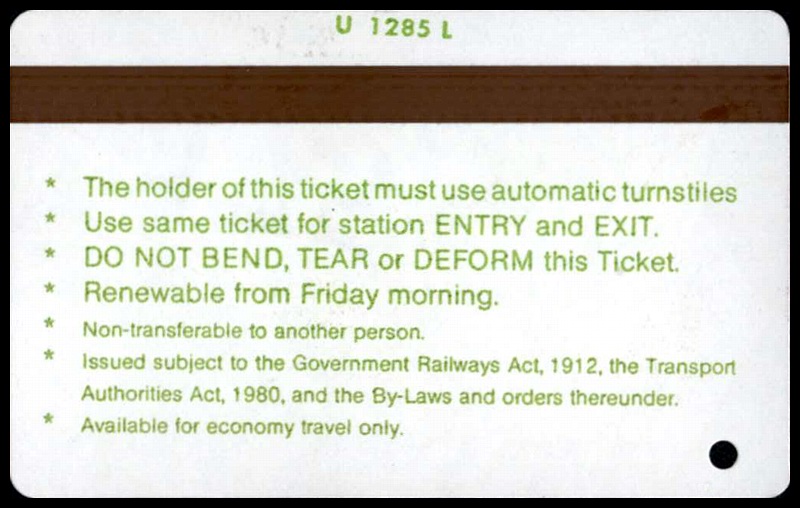 U 1285 L
* The holder of this ticket must use automatic turnstiles
* Use same ticket for station ENTRY and EXIT.
* DO NOT BEND, TEAR or DEFORM this Ticket.
* Renewable from Friday morning.
* Non-transferable to another person.
* Issued subject to the Government Railways Act, 1912, the Transport
Authorities Act, 1980, and the By-Laws and orders thereunder.
* Available for economy travel only.